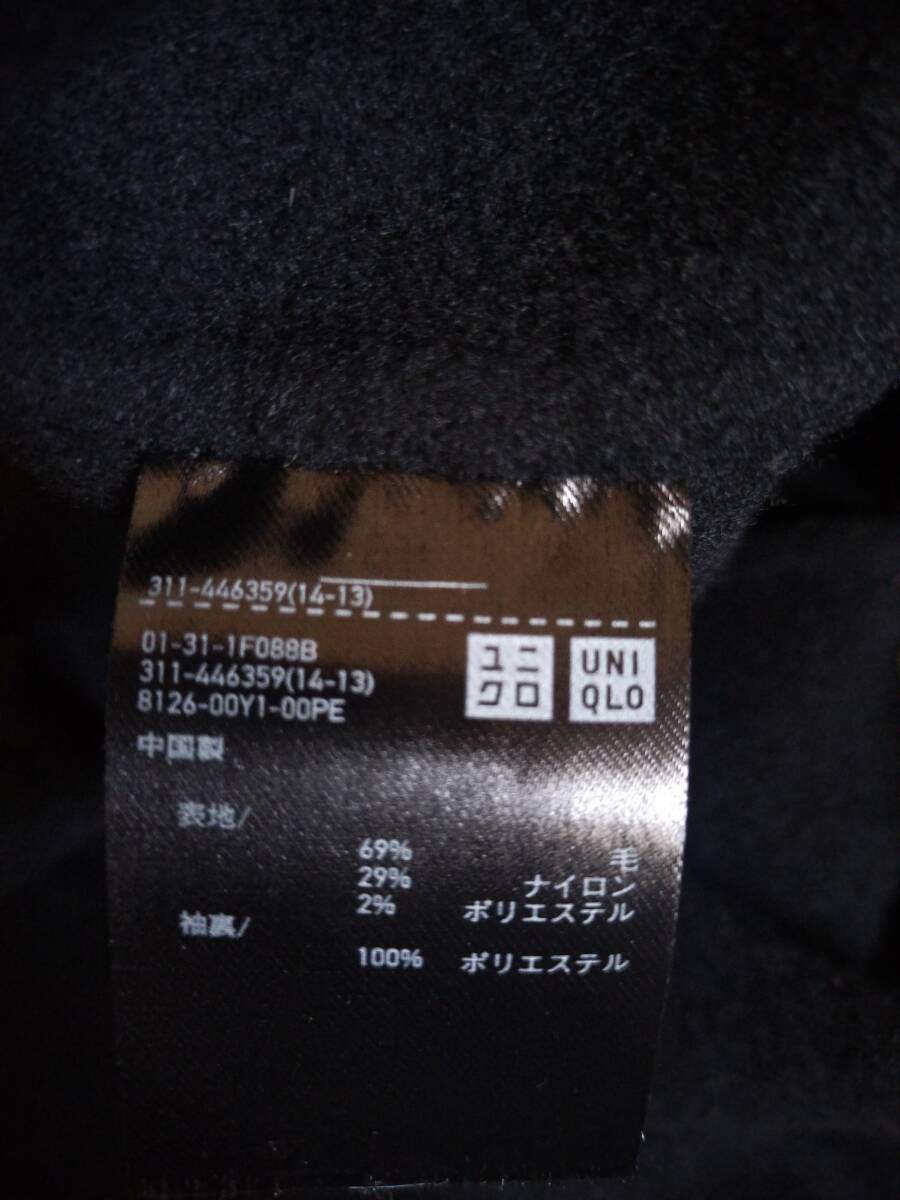 311-446359(14-13)
01-31-1F088B
311-446359(14-13)
8126-00Y1-00PE
ユニ
クロ
UNI
QLO
中国製
表地/
69% 毛
29% ナイロン
2% ポリエステル
袖裏/
100% ポリエステル